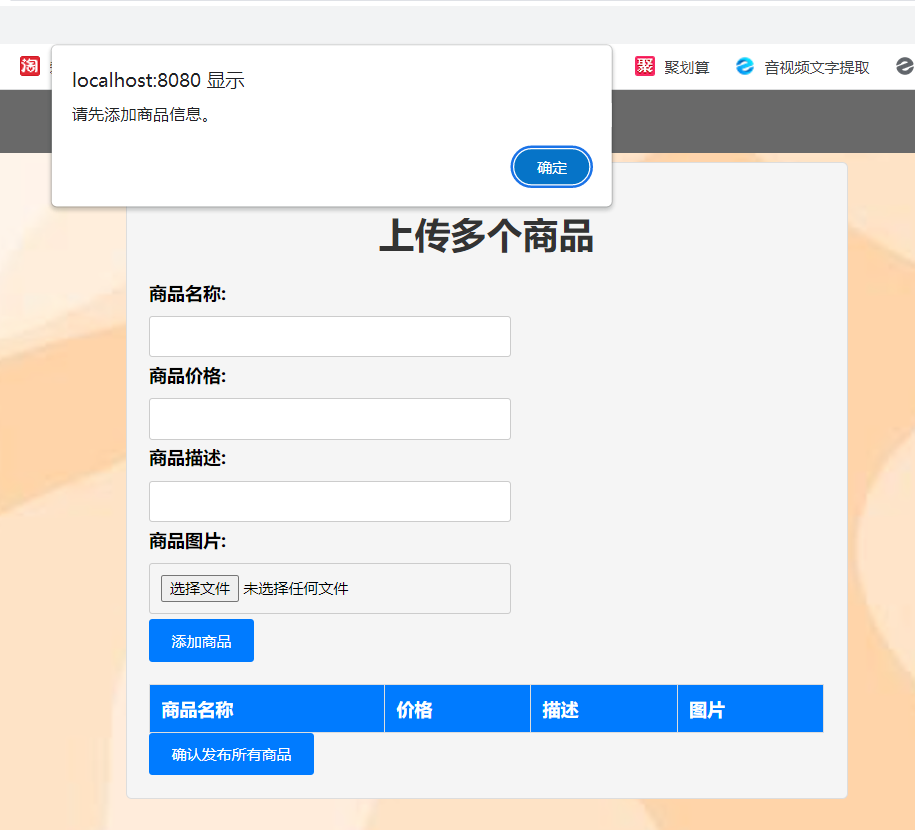 淘
聚 聚划算 音视频文字提取
localhost:8080 显示
请先添加商品信息。
确定
上传多个商品
商品名称:
商品价格:
商品描述:
商品图片:
选择文件 未选择任何文件
添加商品
商品名称 价格 描述 图片
确认发布所有商品